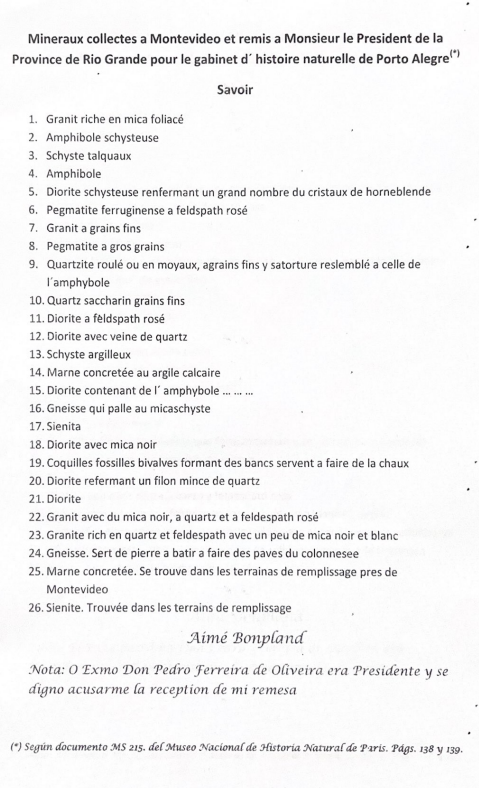 Mineraux collectes a Montevideo et remis a Monsieur le President de la
Province de Rio Grande pour le gabinet d´ histoire naturelle de Porto Alegre(*)
Savoir
1. Granit riche en mica foliacé
2. Amphibole schysteuse
3. Schyste talquaux
4. Amphibole
5. Diorite schysteuse renfermant un grand nombre du cristaux de horneblende
6. Pegmatite ferruginense a feldspath rosé
7. Granit a grains fins
8. Pegmatite a gros grains
9. Quartzite roulé ou en moyaux, agrains fins y satorture reslemblé a celle de
l´amphybole
10. Quartz saccharin grains fins
11. Diorite a feldspath rosé
12. Diorite avec veine de quartz
13. Schyste argilleux
14. Marne concretée au argile calcaire
15. Diorite contenant de l´ amphybole ... ... ...
16. Gneisse qui palle au micaschyste
17. Sienita
18. Diorite avec mica noir
19. Coquilles fossilles bivalves formant des bancs servent a faire de la chaux
20. Diorite refermant un filon mince de quartz
21. Diorite
22. Granit avec du mica noir, a quartz et a feldespath rosé
23. Granite rich en quartz et feldespath avec un peu de mica noir et blanc
24. Gneisse. Sert de pierre a batir a faire des paves du colonnesee
25. Marne concretée. Se trouve dans les terrainas de remplissage pres de
Montevideo
26. Sienite. Trouvée dans les terrains de remplissage
Aimé Bonpland
Nota: O Exmo Don Pedro Ferreira de Oliveira era Presidente y se
digno acusarme la reception de mi remesa
(*) Según documento MS 215. del Museo Nacional de Historia Natural de Paris. Págs. 138 y 139.